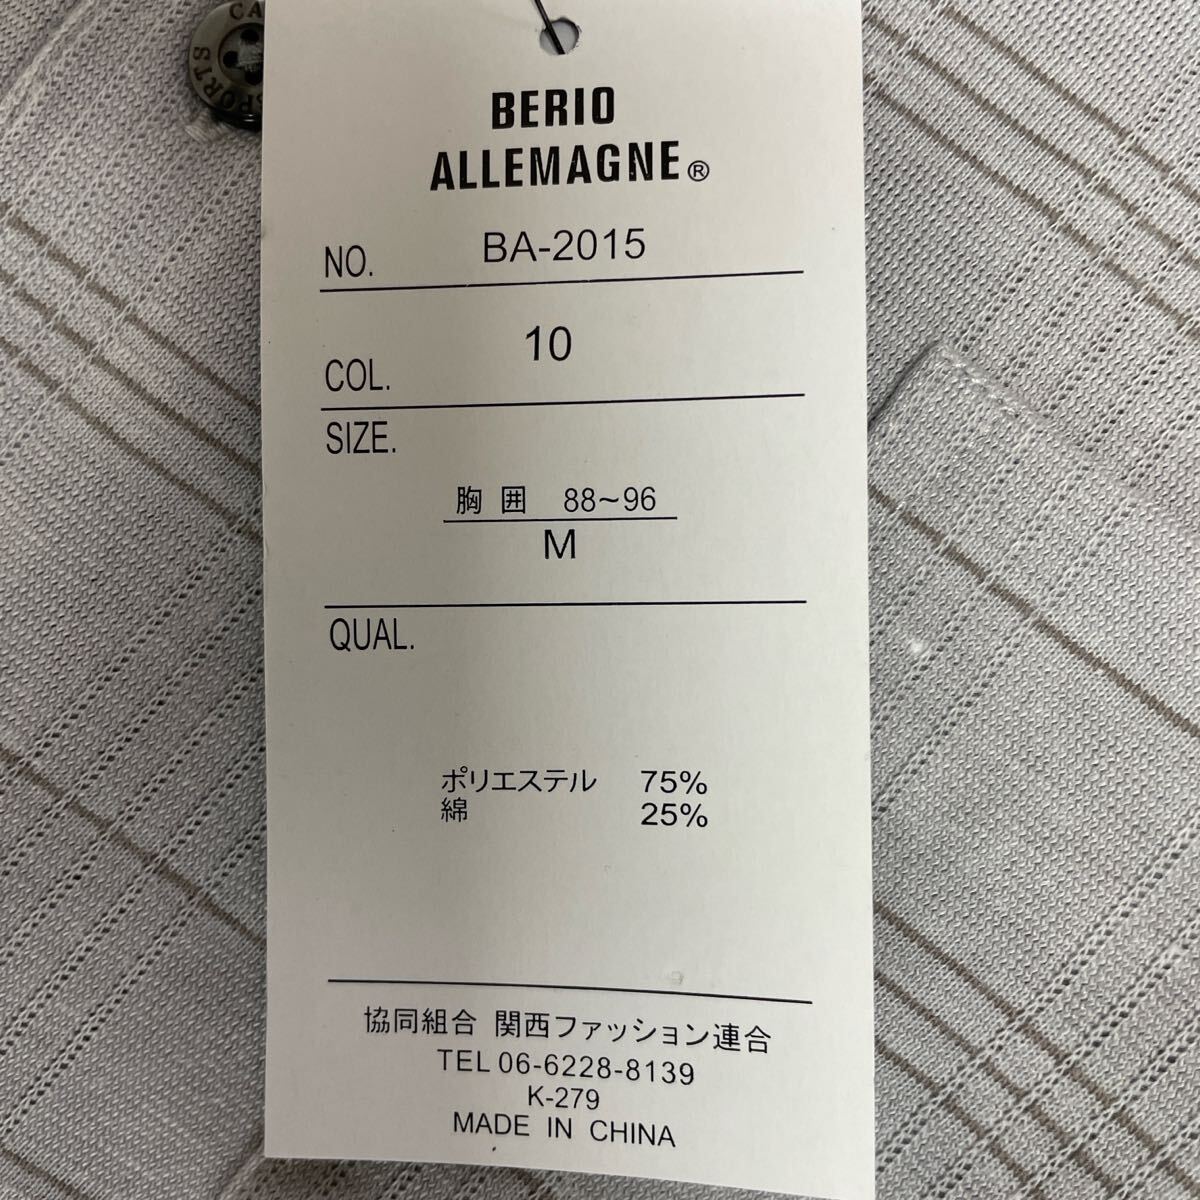 CA
SPORTS
BERIO
ALLEMAGNE®
NO. BA-2015
COL. 10
SIZE.
胸囲 88~96
M
QUAL.
ポリエステル 75%
綿 25%
協同組合 関西ファッション連合
TEL 06-6228-8139
K-279
MADE IN CHINA